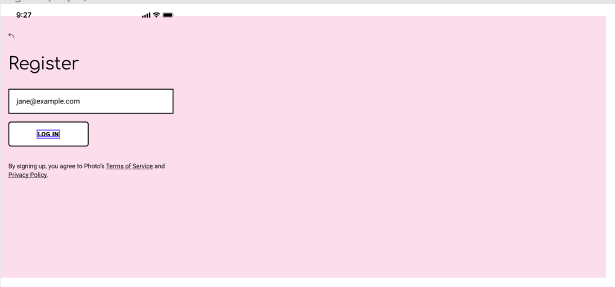 9:27
Register
jane@example.com
LOG IN
By signing up, you agree to Photo's Terms of Service and
Privacy Policy.